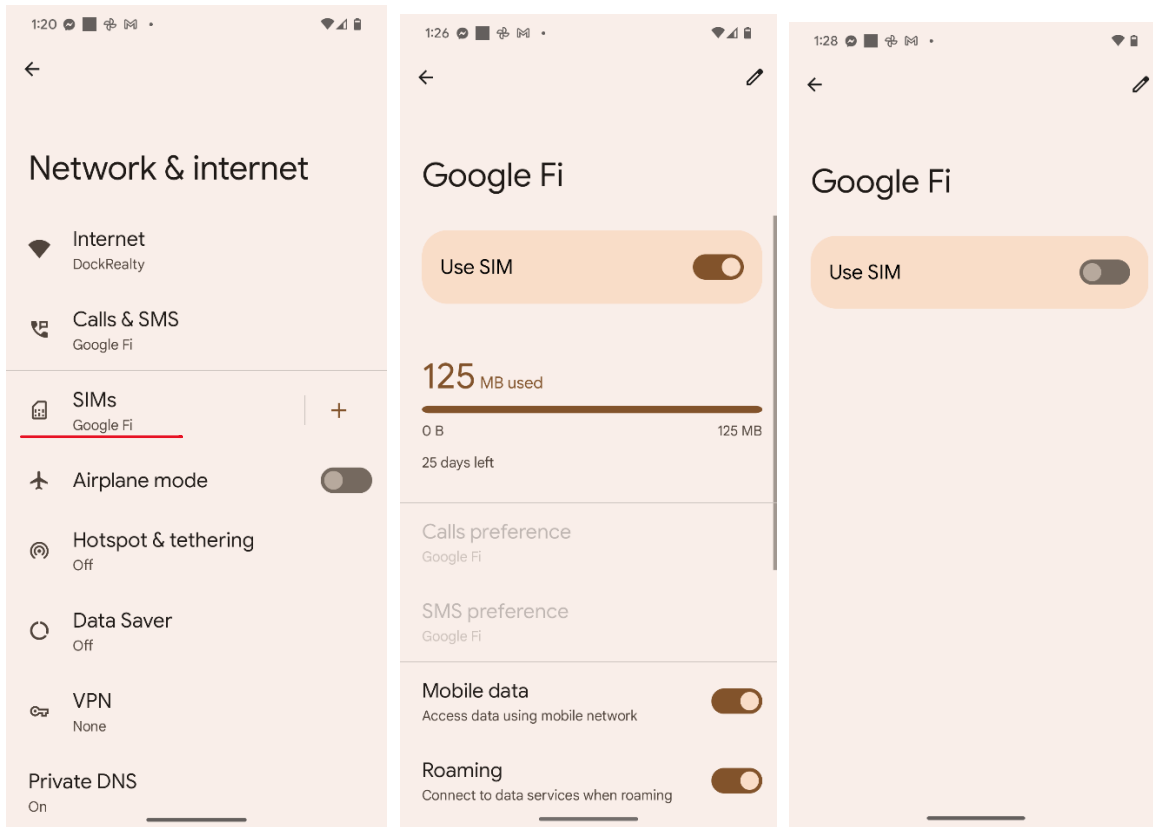 1:20
Network & internet
Internet
DockRealty
Calls & SMS
Google Fi
SIMs
Google Fi
+
Airplane mode
Hotspot & tethering
Off
Data Saver
Off
VPN
None
Private DNS
On
1:26
Google Fi
Use SIM
125 MB used
0 B 125 MB
25 days left
Calls preference
Google Fi
SMS preference
Google Fi
Mobile data
Access data using mobile network
Roaming
Connect to data services when roaming
1:28
Google Fi
Use SIM